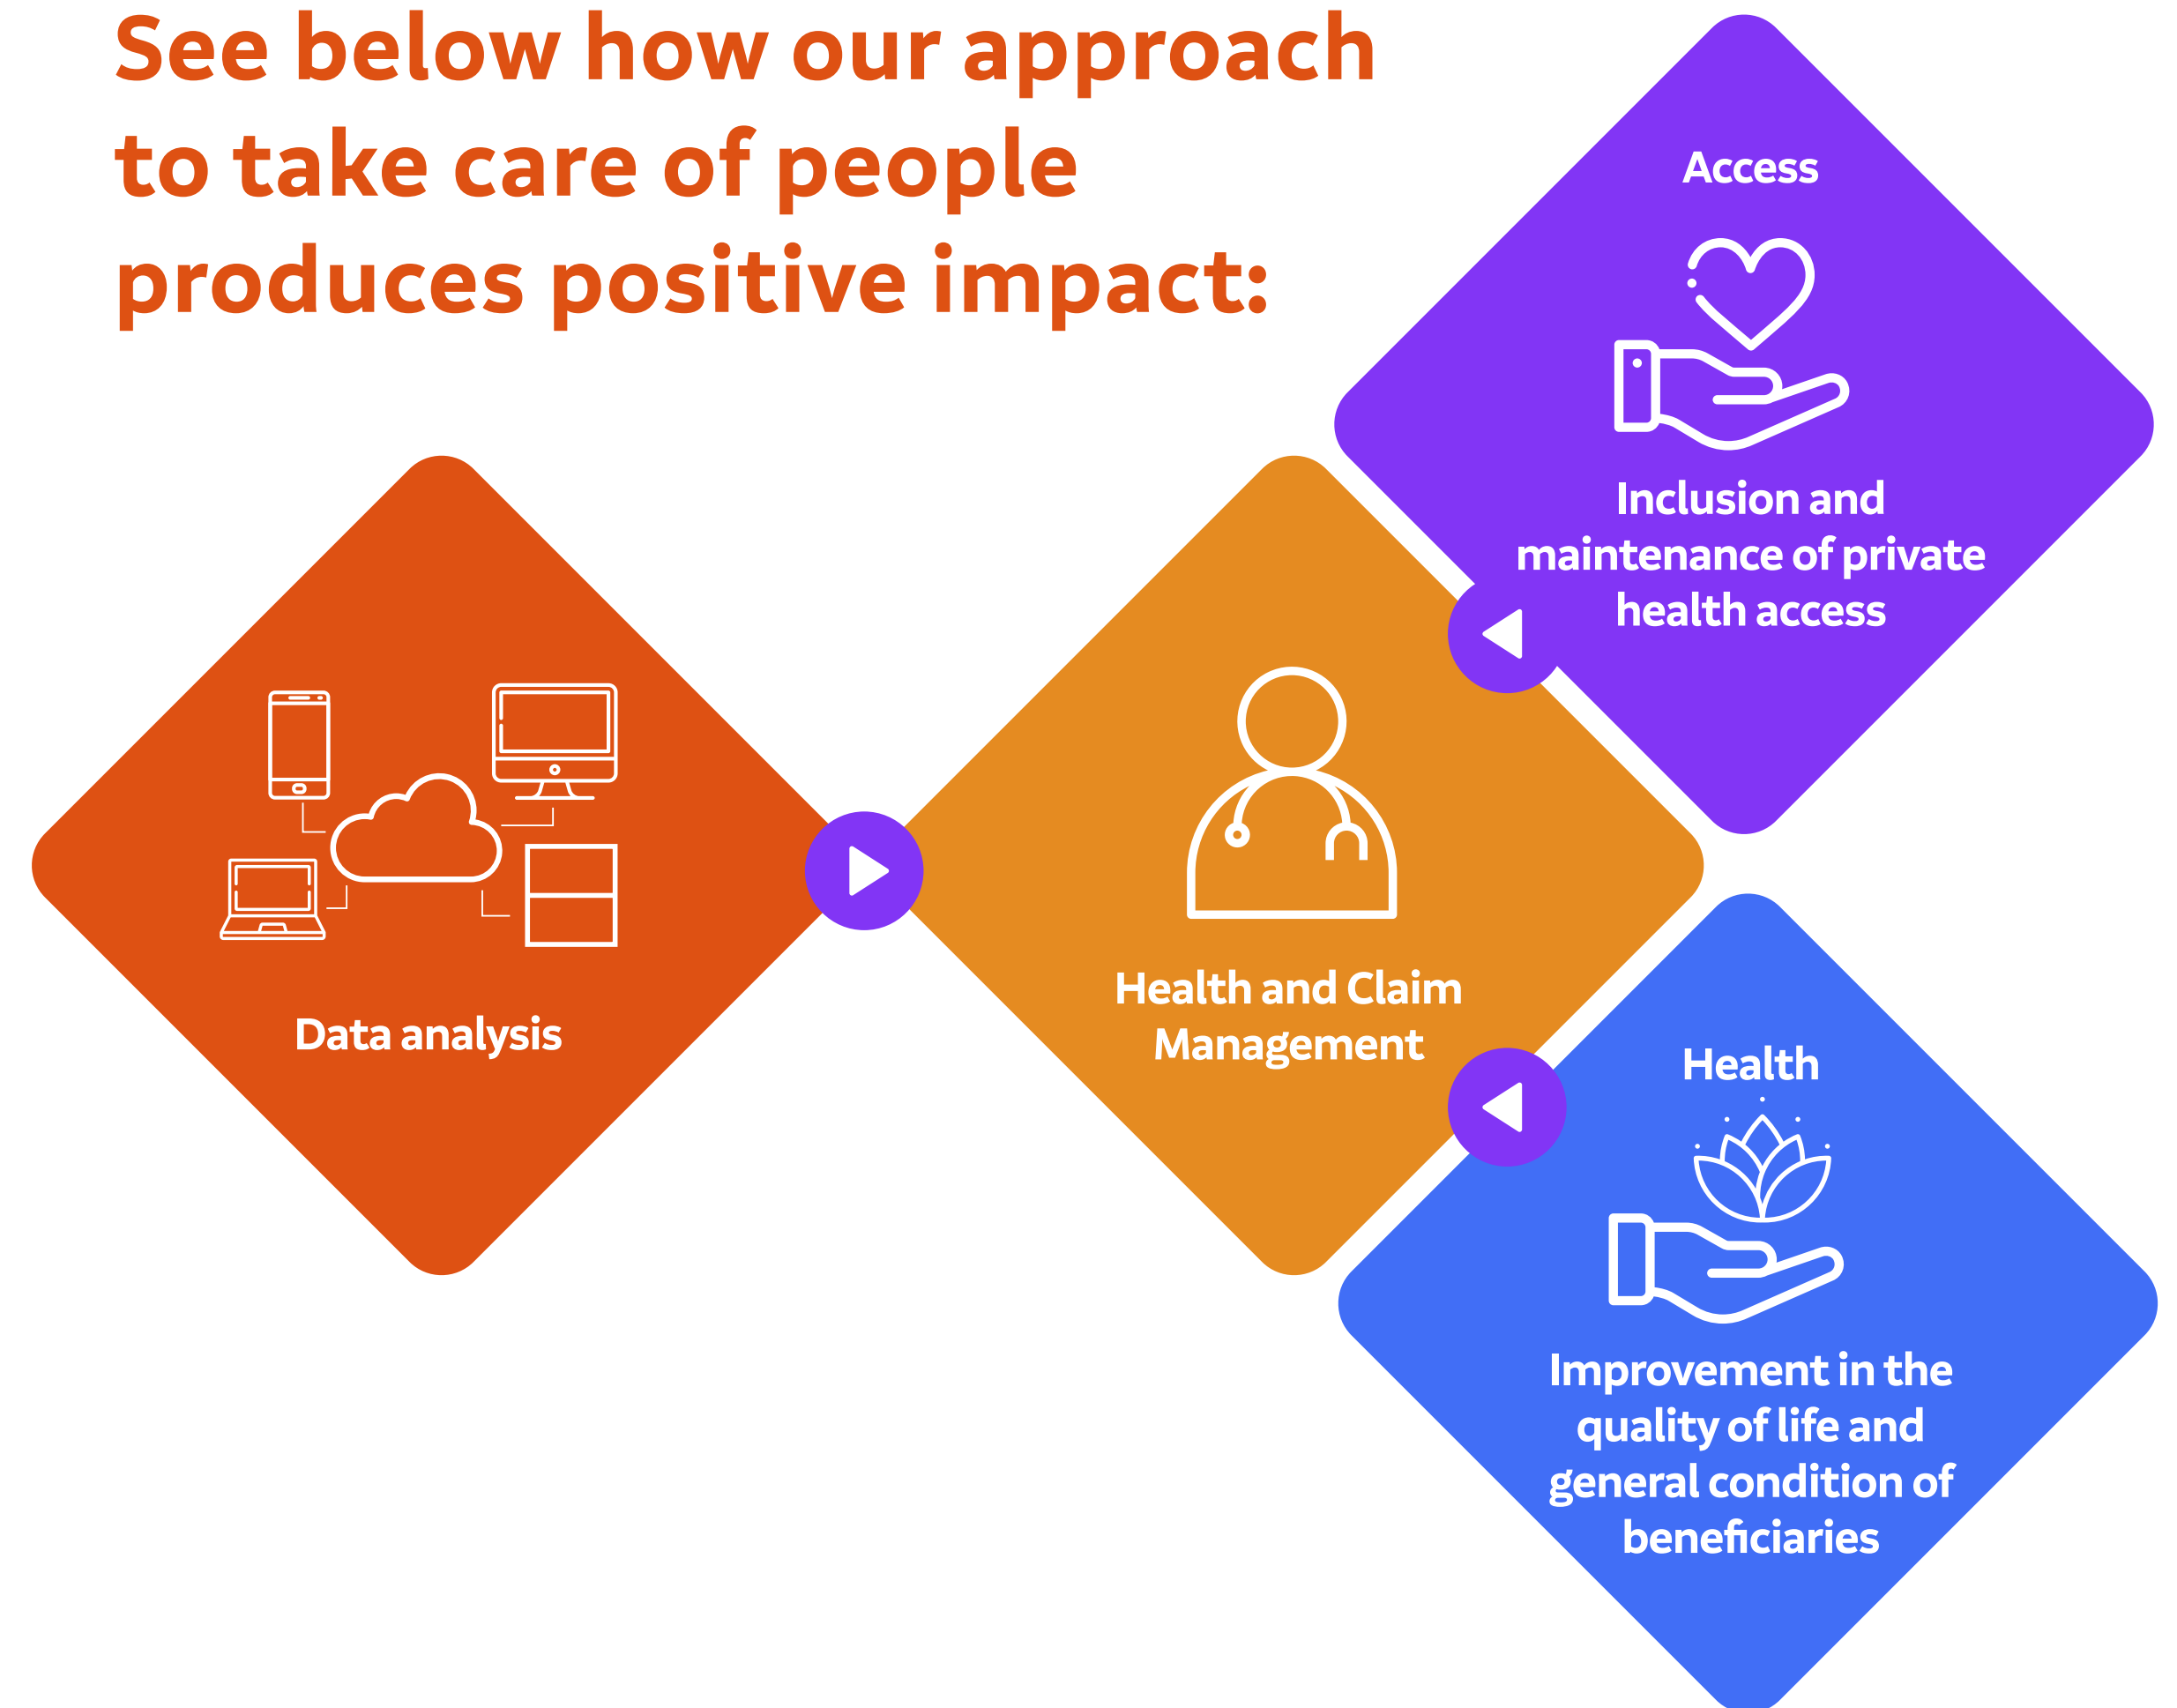 See below how our approach
to take care of people
produces positive impact:
Access
Inclusion and
maintenance of private
health access
Data analysis
Health and Claim
Management
Health
Improvement in the
quality of life and
general condition of
beneficiaries